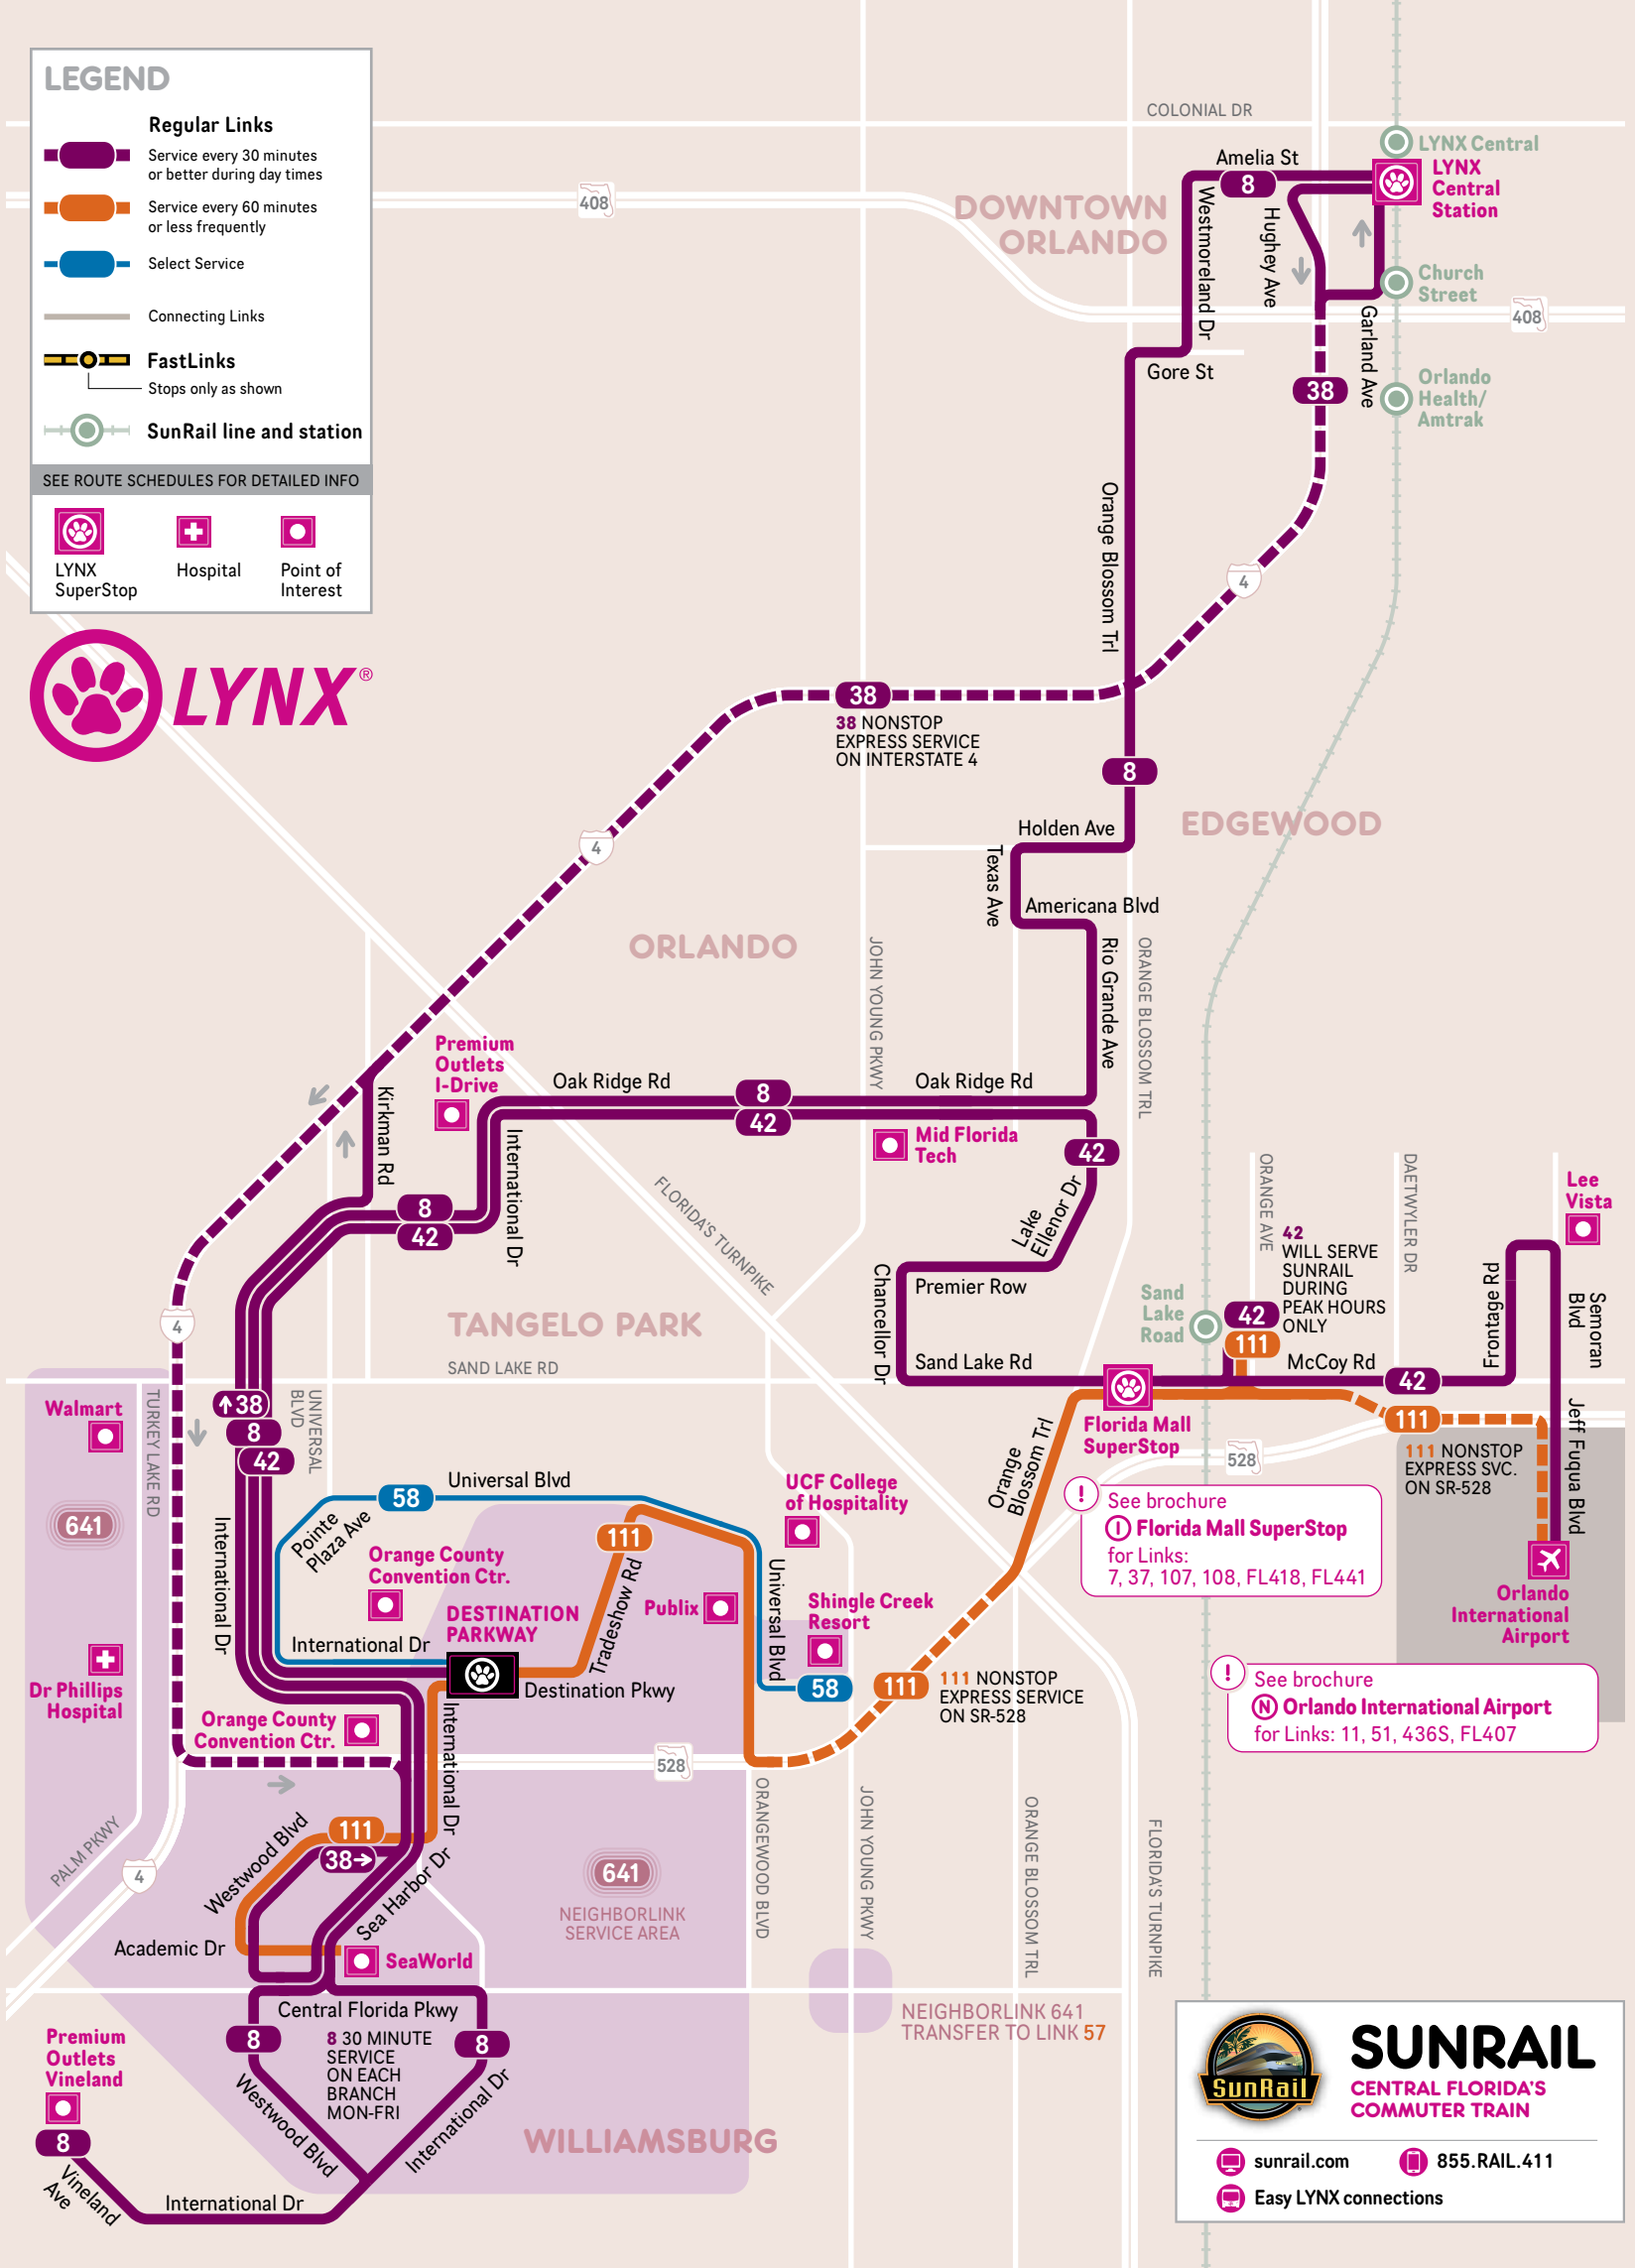 LEGEND
Regular Links
Service every 30 minutes
or better during day times
Service every 60 minutes
or less frequently
Select Service
Connecting Links
FastLinks
Stops only as shown
SunRail line and station
SEE ROUTE SCHEDULES FOR DETAILED INFO
LYNX
SuperStop
Hospital
Point of
Interest
LYNX®
COLONIAL DR
LYNX Central
LYNX
Central
Station
Amelia St
8
408
DOWNTOWN
ORLANDO
Westmoreland Dr
Hughey Ave
Church
Street
408
Garland Ave
Gore St
38
Orlando
Health/
Amtrak
Orange Blossom Trl
4
38
38 NONSTOP
EXPRESS SERVICE
ON INTERSTATE 4
8
EDGEWOOD
Holden Ave
4
Texas Ave
Americana Blvd
ORLANDO
JOHN YOUNG PKWY
Rio Grande Ave
ORANGE BLOSSOM TRL
Premium
Outlets
I-Drive
Oak Ridge Rd
8
42
Oak Ridge Rd
Kirkman Rd
International Dr
Mid Florida
Tech
42
Lake
Ellenor Dr
8
42
FLORIDA'S TURNPIKE
ORANGE AVE
DAETWYLER DR
Lee
Vista
42
WILL SERVE
SUNRAIL
DURING
PEAK HOURS
ONLY
Premier Row
Chancellor Dr
Sand
Lake
Road
42
111
Frontage Rd
Semoran
Blvd
4
TANGELO PARK
SAND LAKE RD
Sand Lake Rd
McCoy Rd
42
Walmart
TURKEY LAKE RD
38
8
42
UNIVERSAL
BLVD
Florida Mall
SuperStop
111
Jeff Fuqua Blvd
111 NONSTOP
EXPRESS SVC.
ON SR-528
528
Orange
Blossom Trl
641
Universal Blvd
58
UCF College
of Hospitality
See brochure
I Florida Mall SuperStop
for Links:
7, 37, 107, 108, FL418, FL441
!
Pointe
Plaza Ave
111
International Dr
Orange County
Convention Ctr.
Tradeshow Rd
Publix
Universal Blvd
Shingle Creek
Resort
DESTINATION
PARKWAY
Orlando
International
Airport
International Dr
Destination Pkwy
58
111
111 NONSTOP
EXPRESS SERVICE
ON SR-528
Dr Phillips
Hospital
!
See brochure
N Orlando International Airport
for Links: 11, 51, 436S, FL407
Orange County
Convention Ctr.
International Dr
528
ORANGEWOOD BLVD
JOHN YOUNG PKWY
ORANGE BLOSSOM TRL
FLORIDA'S TURNPIKE
PALM PKWY
4
Westwood Blvd
111
38
Sea Harbor Dr
641
NEIGHBORLINK
SERVICE AREA
Academic Dr
SeaWorld
Central Florida Pkwy
NEIGHBORLINK 641
TRANSFER TO LINK 57
8
8 30 MINUTE
SERVICE
ON EACH
BRANCH
MON-FRI
8
Premium
Outlets
Vineland
8
Westwood Blvd
International Dr
WILLIAMSBURG
Vineland
Ave
International Dr
SunRail
SUNRAIL
CENTRAL FLORIDA'S
COMMUTER TRAIN
sunrail.com
855.RAIL.411
Easy LYNX connections